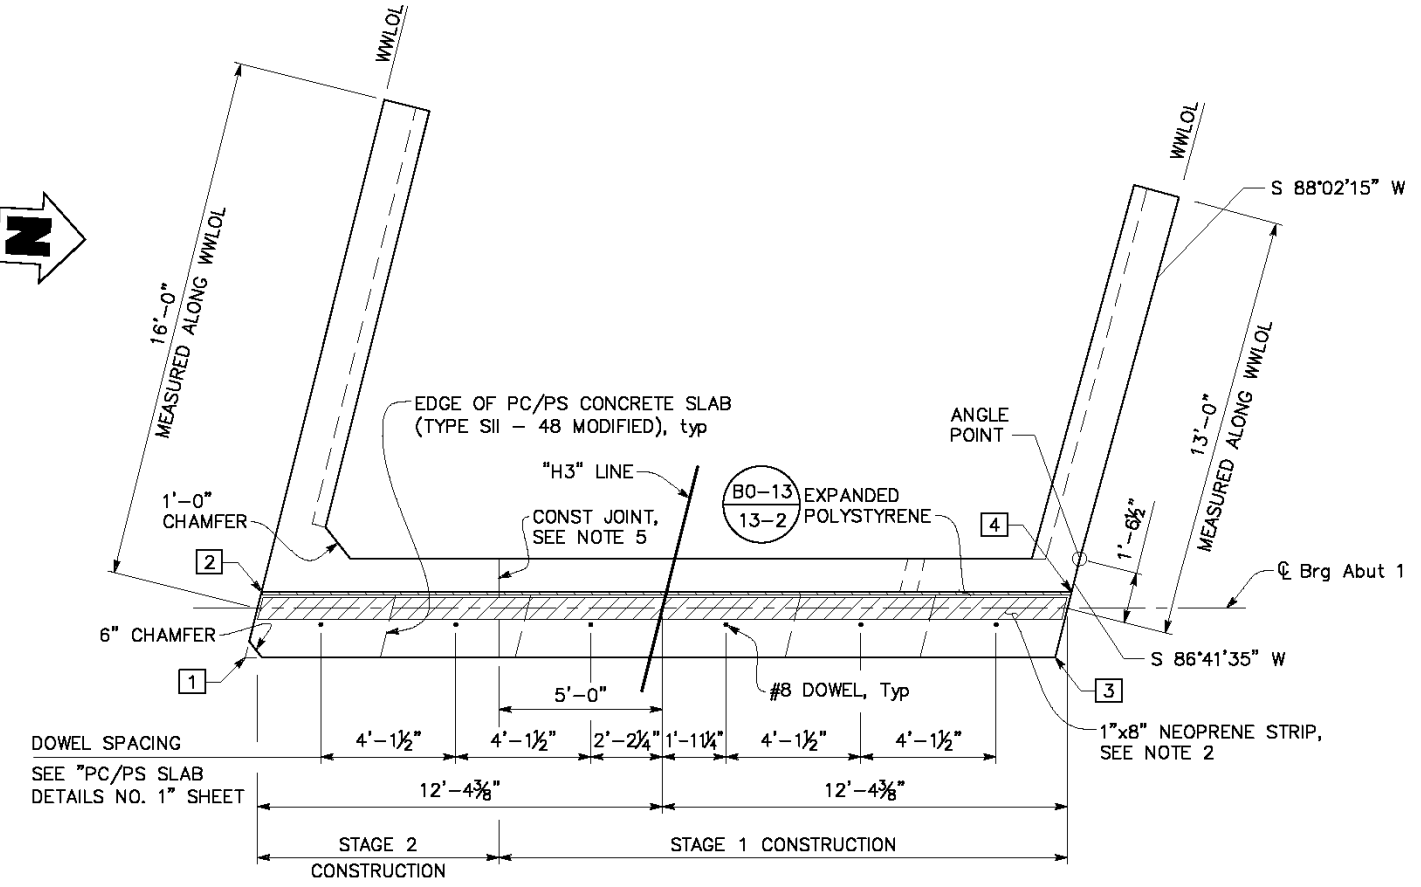 WWLOL
WWLOL
S 88°02'15" W
N
16'-0"
MEASURED ALONG WWLOL
13'-0"
MEASURED ALONG WWLOL
1'-6½"
EDGE OF PC/PS CONCRETE SLAB
(TYPE SII - 48 MODIFIED), typ
"H3" LINE
ANGLE
POINT
BO-13
13-2
EXPANDED
POLYSTYRENE
1'-0"
CHAMFER
CONST JOINT,
SEE NOTE 5
4
2
℄ Brg Abut 1
6" CHAMFER
S 86°41'35" W
1
3
#8 DOWEL, Typ
5'-0"
1"x8" NEOPRENE STRIP,
SEE NOTE 2
DOWEL SPACING
4'-1½"
4'-1½"
2'-2¼"
1'-11¼"
4'-1½"
4'-1½"
SEE "PC/PS SLAB
DETAILS NO. 1" SHEET
12'-4⅜"
12'-4⅜"
STAGE 2
CONSTRUCTION
STAGE 1 CONSTRUCTION